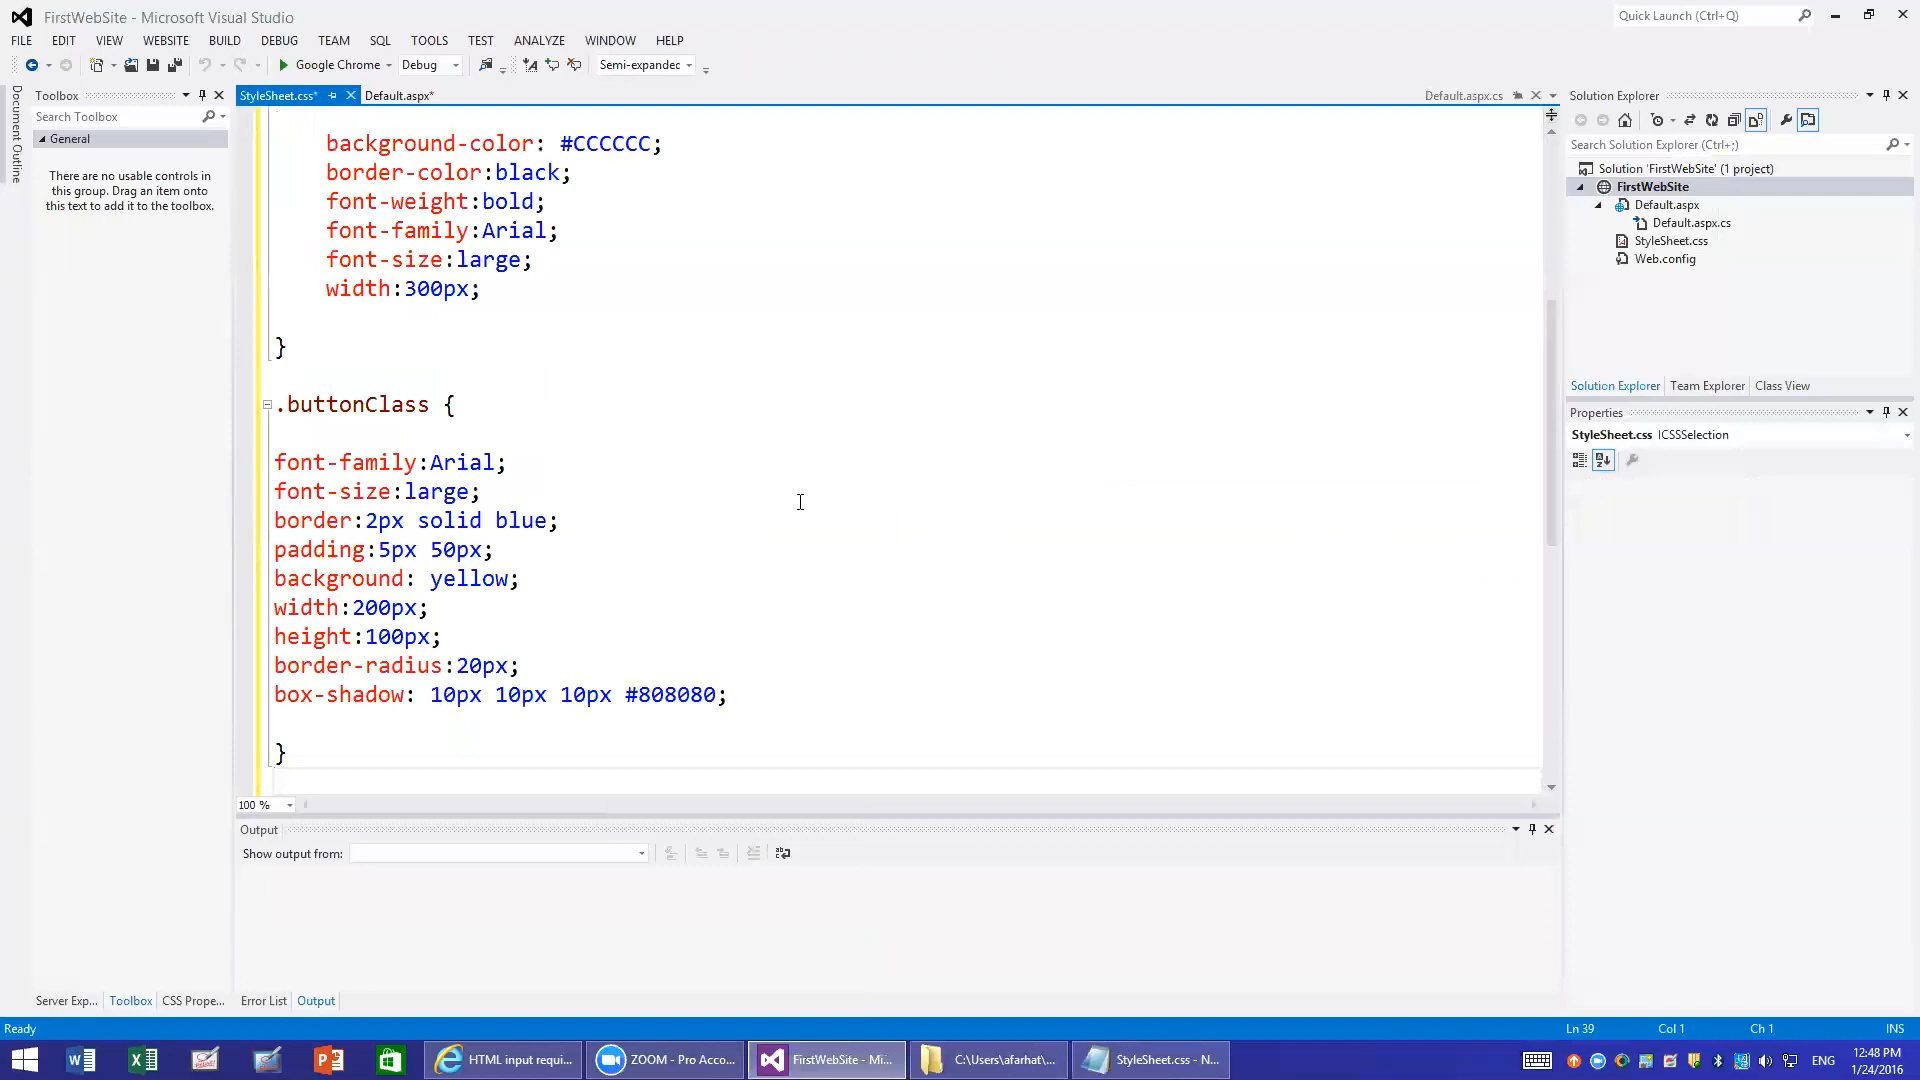 FirstWebSite - Microsoft Visual Studio
Quick Launch (Ctrl+Q)
FILE EDIT VIEW WEBSITE BUILD DEBUG TEAM SQL TOOLS TEST ANALYZE WINDOW HELP
Google Chrome Debug Semi-expanded
Document Outline
Toolbox
Search Toolbox
General
There are no usable controls in
this group. Drag an item onto
this text to add it to the toolbox.
StyleSheet.css* Default.aspx* Default.aspx.cs
background-color: #CCCCCC;
border-color:black;
font-weight:bold;
font-family:Arial;
font-size:large;
width:300px;
}
.buttonClass {
font-family:Arial;
font-size:large;
border:2px solid blue;
padding:5px 50px;
background: yellow;
width:200px;
height:100px;
border-radius:20px;
box-shadow: 10px 10px 10px #808080;
}
100 %
Output
Show output from:
Solution Explorer
Search Solution Explorer (Ctrl+;)
Solution 'FirstWebSite' (1 project)
FirstWebSite
Default.aspx
Default.aspx.cs
StyleSheet.css
Web.config
Solution Explorer Team Explorer Class View
Properties
StyleSheet.css ICSSSelection
Server Exp... Toolbox CSS Prope... Error List Output
Ready Ln 39 Col 1 Ch 1 INS
HTML input requi... ZOOM - Pro Acco... FirstWebSite - Mi... C:\Users\afarhat\... StyleSheet.css - N...
ENG
12:48 PM
1/24/2016